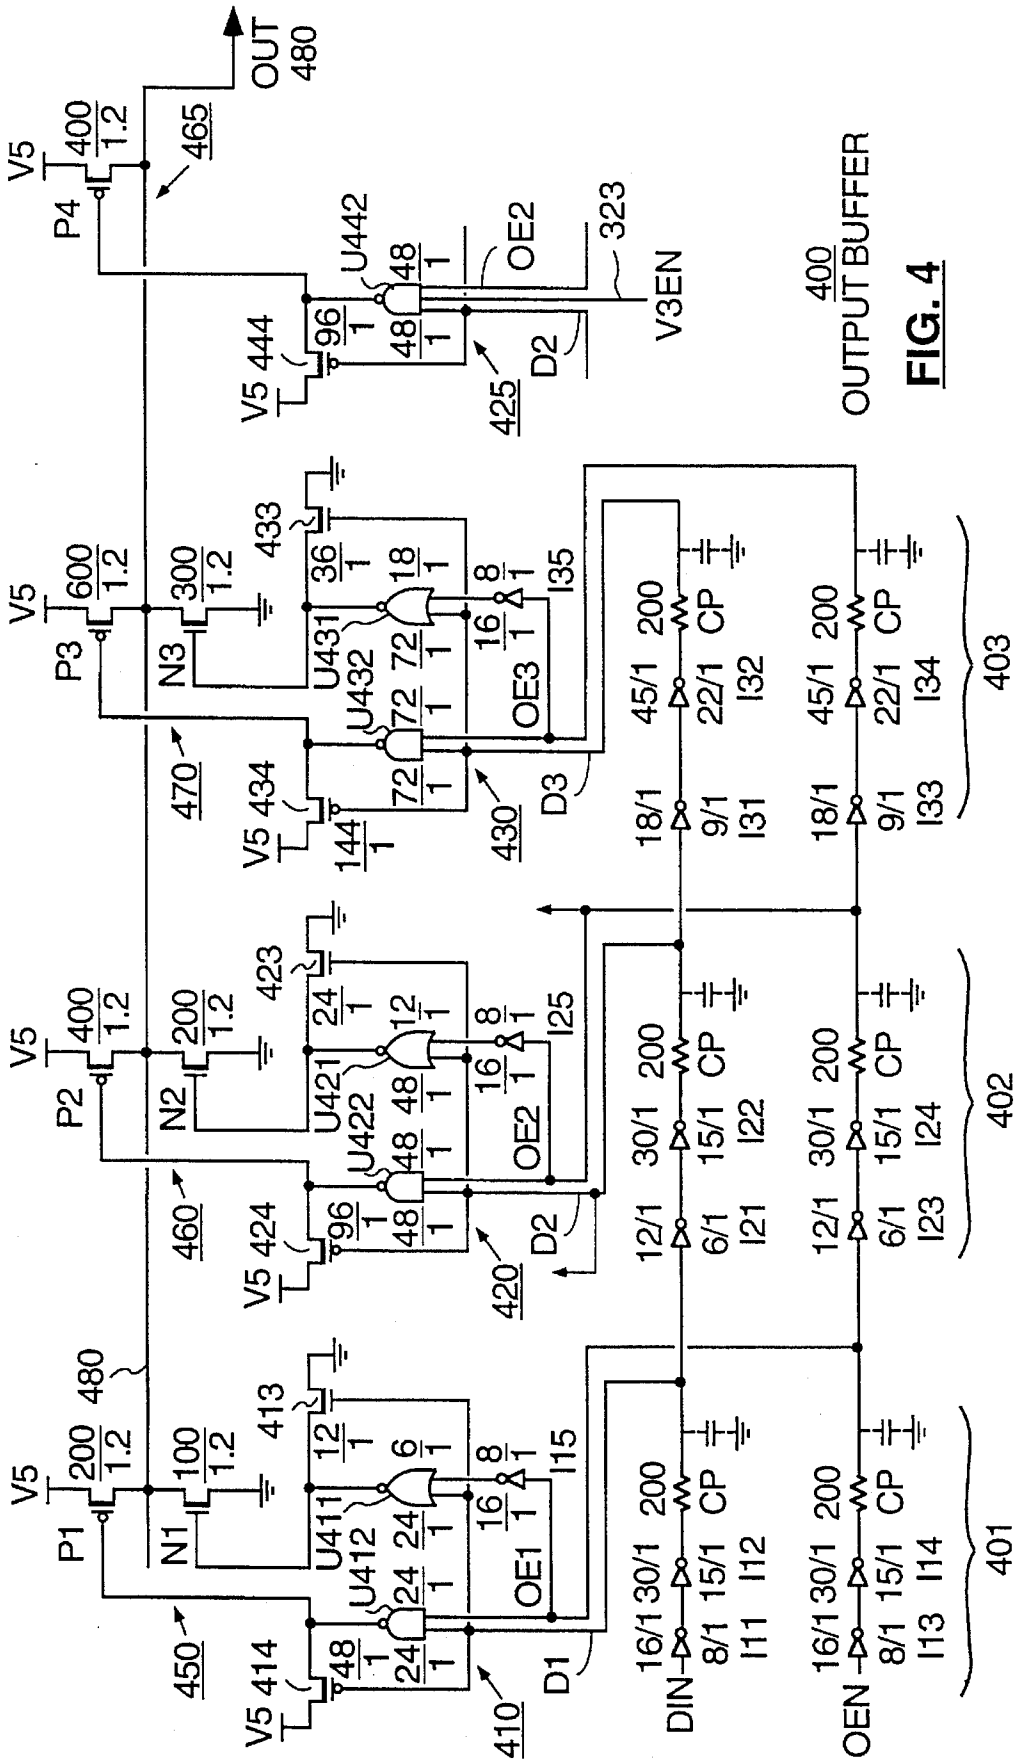 V5 V5 V5 V5
P1 200 P2 400 P3 600 P4 400
1.2 1.2 1.2 1.2
480
450 N1 100 460 N2 200 470 N3 300 465
1.2 1.2 1.2
OUT
480
V5 414 413 V5 424 423 V5 434 433 V5 444
48 U412 U411 12 96 U422 U421 24 144 U432 U431 36 96 U442
1 1 1 1 1 1 1
24 24 24 6 48 48 48 12 72 72 72 18 48 48
1 1 1 1 1 1 1 1 1 1 1 1 1 1
16 8 16 8 16 8
1 1 1 1 1 1
410 OE1 I15 420 OE2 I25 430 OE3 I35 425 OE2
D1 D2 D3 D2 323
V3EN
DIN 16/1 30/1 200 12/1 30/1 200 18/1 45/1 200
8/1 15/1 CP 6/1 15/1 CP 9/1 22/1 CP
I11 I12 I21 I22 I31 I32
OEN 16/1 30/1 200 12/1 30/1 200 18/1 45/1 200
8/1 15/1 CP 6/1 15/1 CP 9/1 22/1 CP
I13 I14 I23 I24 I33 I34
401 402 403
400
OUTPUT BUFFER
FIG. 4